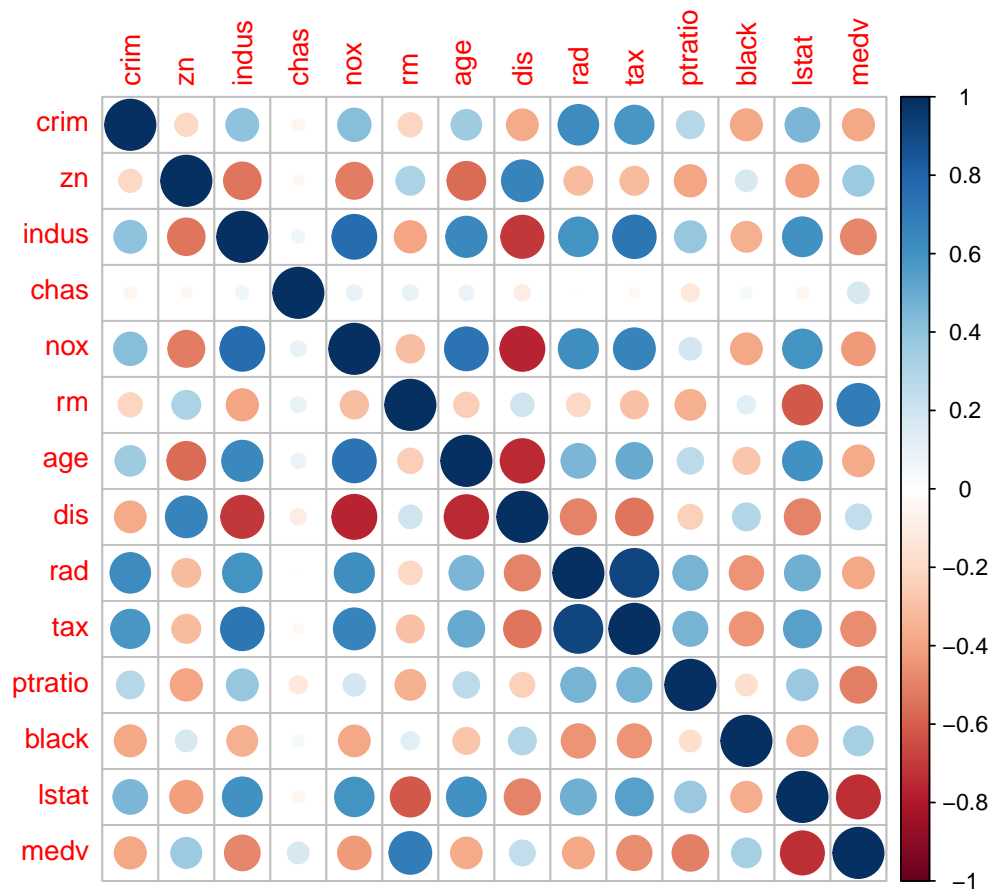 crim zn indus chas nox rm age dis rad tax ptratio black lstat medv
crim
zn
indus
chas
nox
rm
age
dis
rad
tax
ptratio
black
lstat
medv
1
0.8
0.6
0.4
0.2
0
−0.2
−0.4
−0.6
−0.8
−1